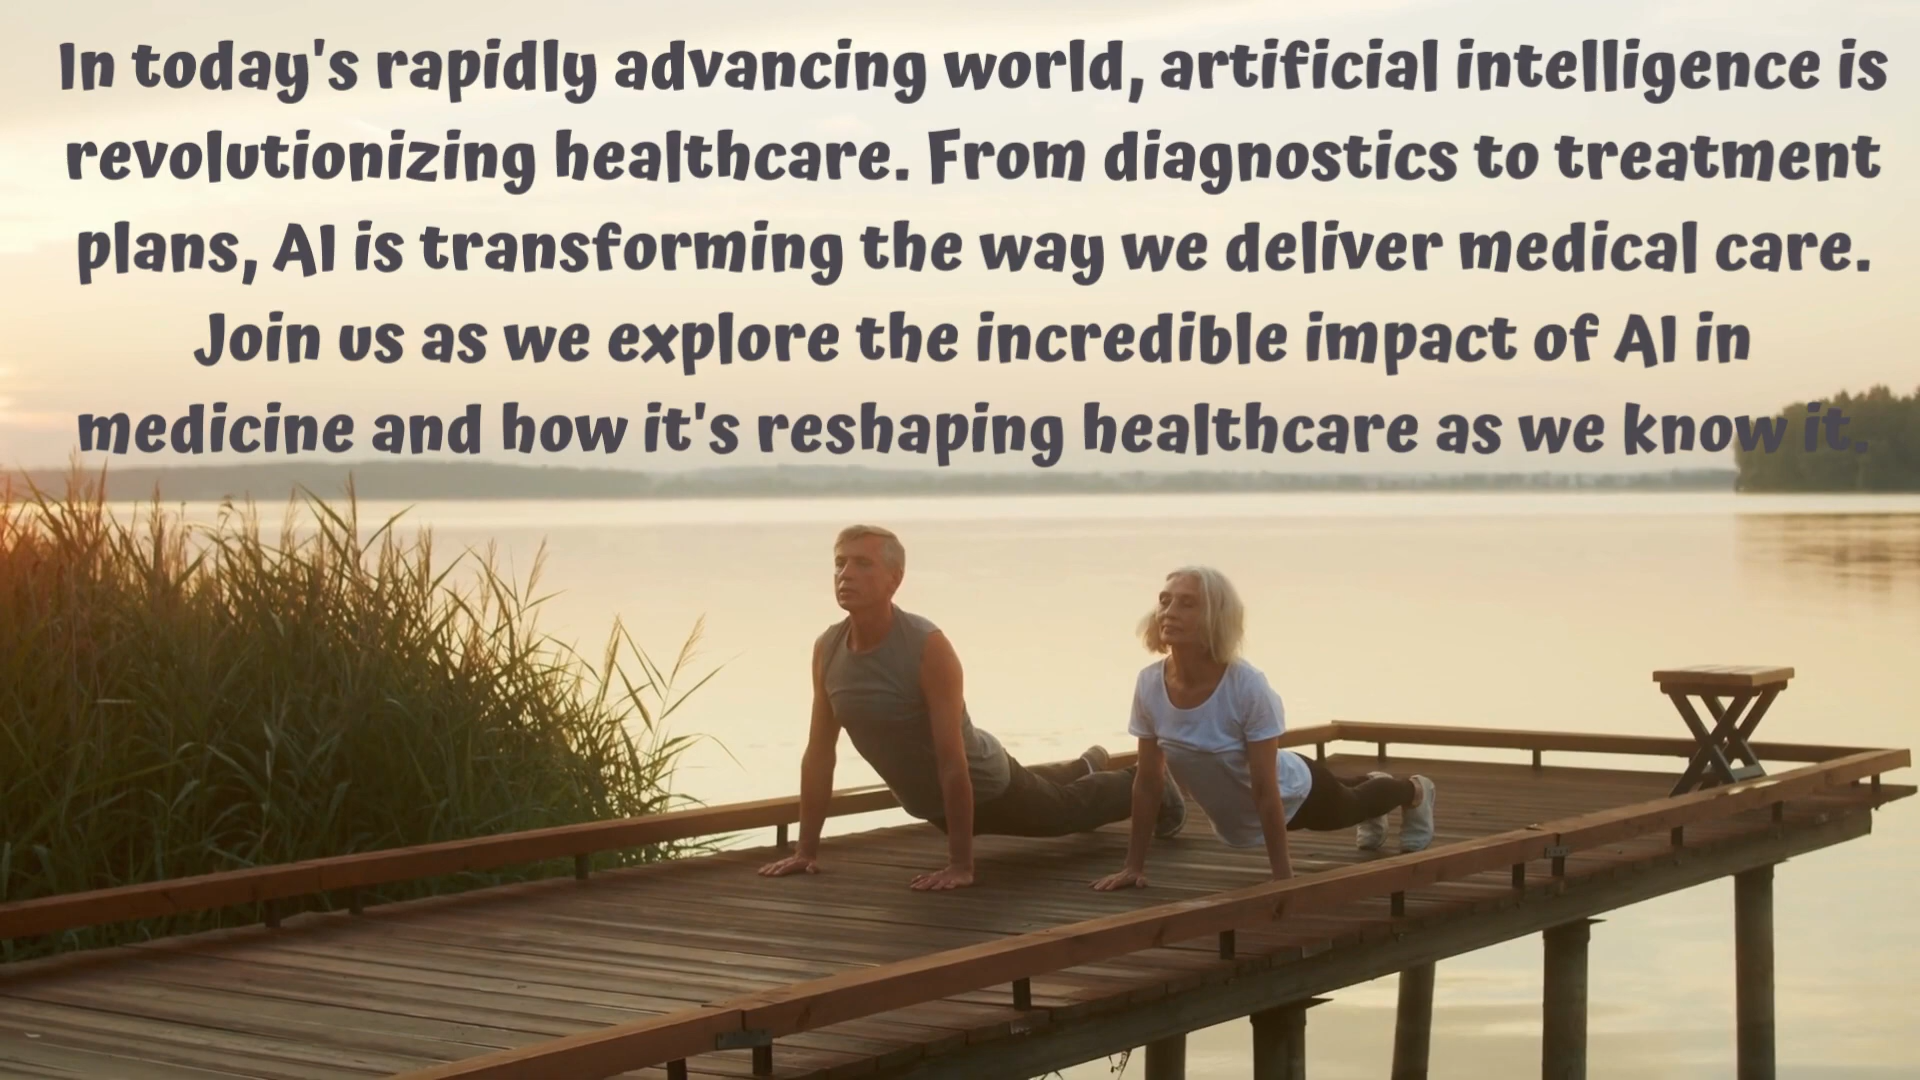 In today's rapidly advancing world, artificial intelligence is
revolutionizing healthcare. From diagnostics to treatment
plans, AI is transforming the way we deliver medical care.
Join us as we explore the incredible impact of AI in
medicine and how it's reshaping healthcare as we know it.